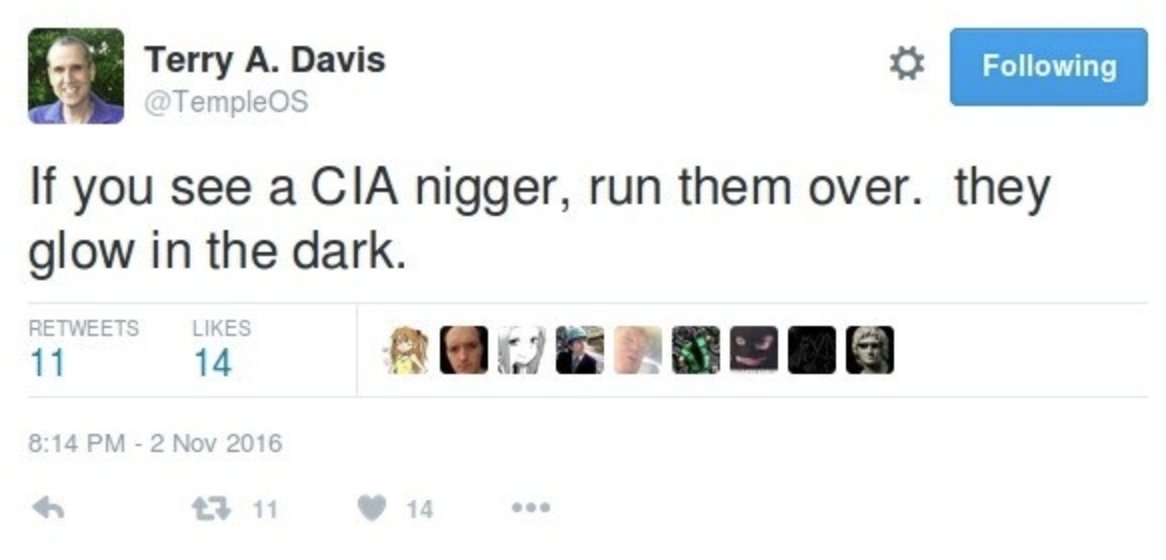 Terry A. Davis
@TempleOS
Following
If you see a CIA nigger, run them over.  they
glow in the dark.
RETWEETS
11
LIKES
14
8:14 PM - 2 Nov 2016
11
14